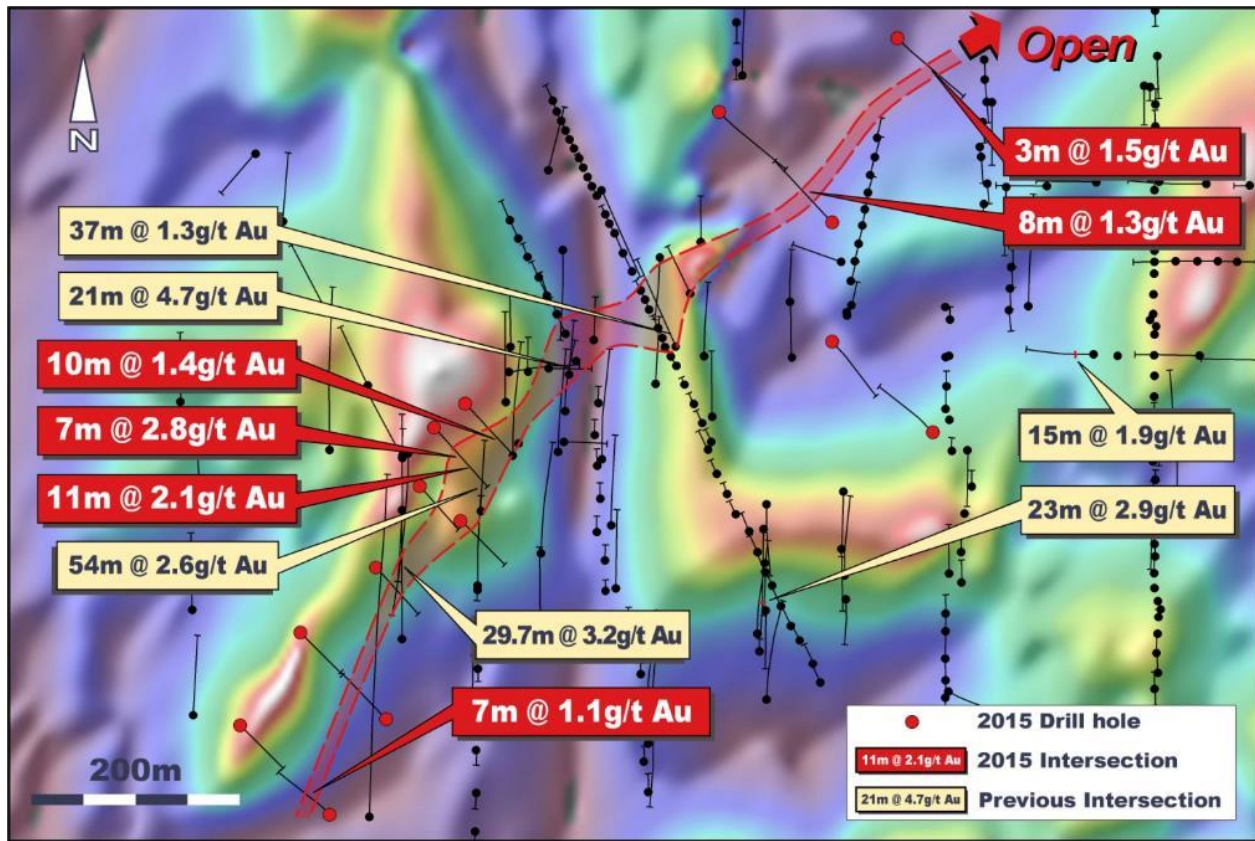 Open
N
3m @ 1.5g/t Au
8m @ 1.3g/t Au
37m @ 1.3g/t Au
21m @ 4.7g/t Au
10m @ 1.4g/t Au
7m @ 2.8g/t Au
11m @ 2.1g/t Au
54m @ 2.6g/t Au
15m @ 1.9g/t Au
23m @ 2.9g/t Au
29.7m @ 3.2g/t Au
7m @ 1.1g/t Au
200m
2015 Drill hole
11m @ 2.1g/t Au 2015 Intersection
21m @ 4.7g/t Au Previous Intersection